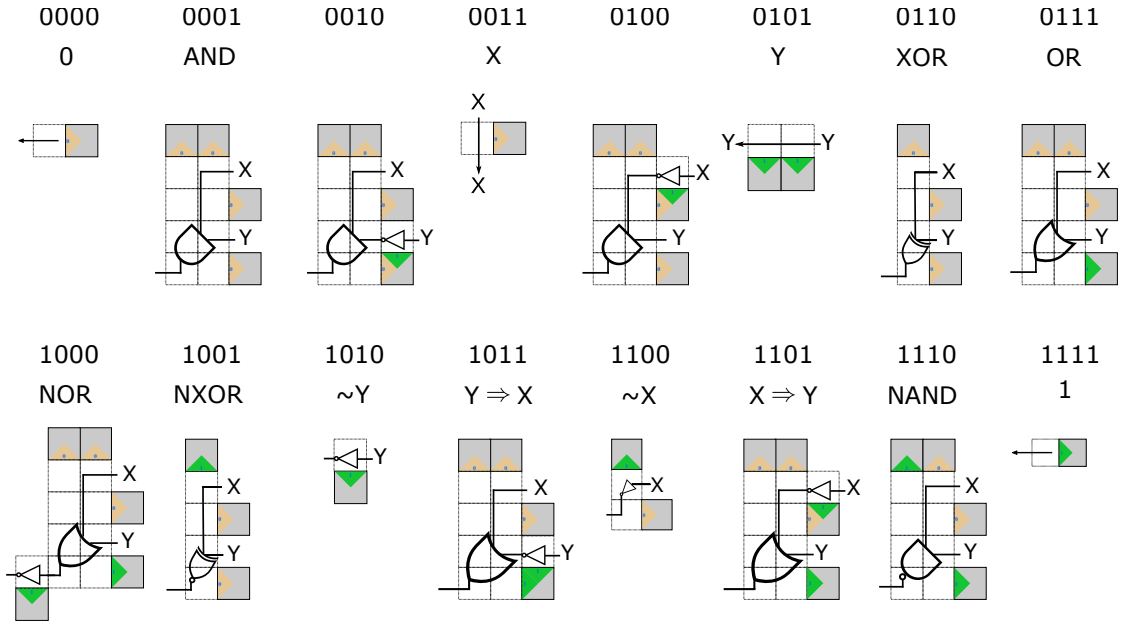 0000 0001 0010 0011 0100 0101 0110 0111
0 AND X Y XOR OR
X
X X X Y Y X X
Y Y Y Y Y
X
1000 1001 1010 1011 1100 1101 1110 1111
NOR NXOR ~Y Y ⇒ X ~X X ⇒ Y NAND 1
Y
X X X X X X
Y Y Y Y Y